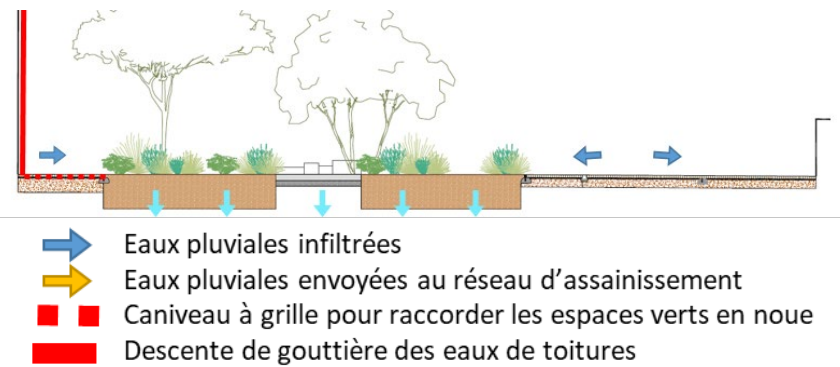 Eaux pluviales infiltrées
Eaux pluviales envoyées au réseau d'assainissement
Caniveau à grille pour raccorder les espaces verts en noue
Descente de gouttière des eaux de toitures